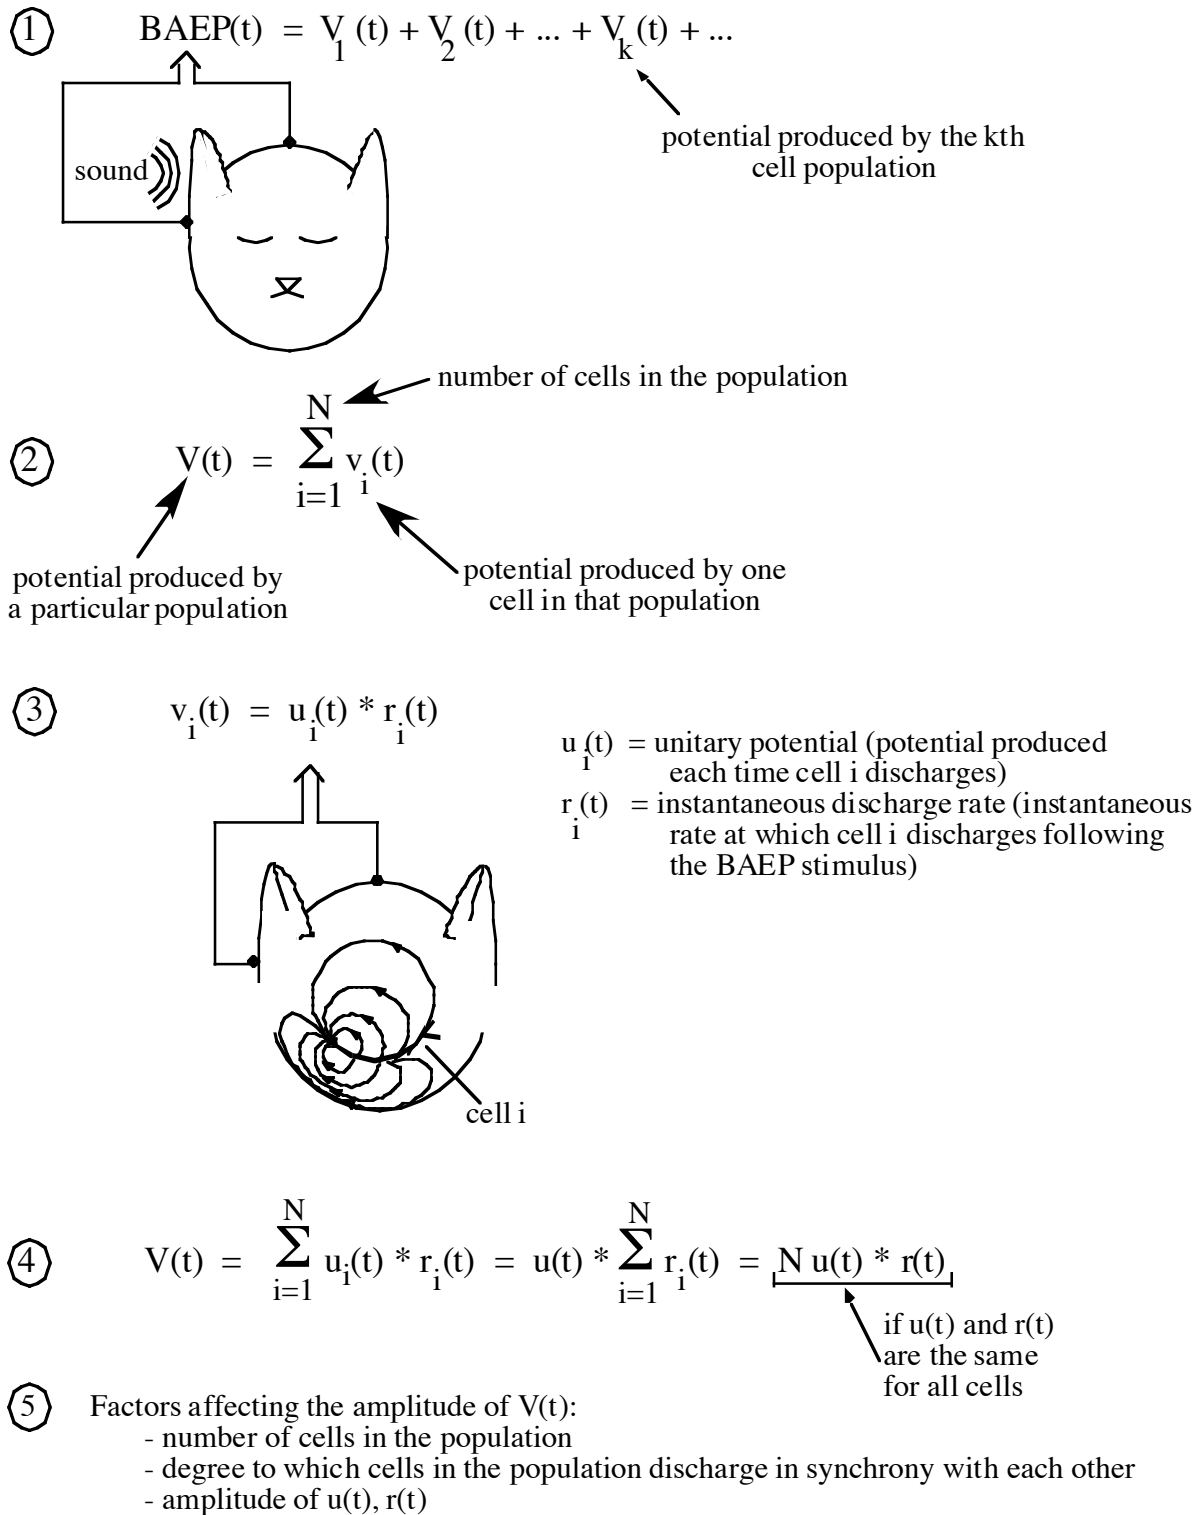 1 BAEP(t) = V1(t) + V2(t) + ... + Vk(t) + ...
potential produced by the kth
cell population
sound
number of cells in the population
2 V(t) = N Σ i=1 vi(t)
potential produced by
a particular population
potential produced by one
cell in that population
3 vi(t) = ui(t) * ri(t)
ui(t) = unitary potential (potential produced
each time cell i discharges)
ri(t) = instantaneous discharge rate (instantaneous
rate at which cell i discharges following
the BAEP stimulus)
cell i
4 V(t) = N Σ i=1 ui(t) * ri(t) = u(t) * N Σ i=1 ri(t) = N u(t) * r(t)
if u(t) and r(t)
are the same
for all cells
5 Factors affecting the amplitude of V(t):
- number of cells in the population
- degree to which cells in the population discharge in synchrony with each other
- amplitude of u(t), r(t)